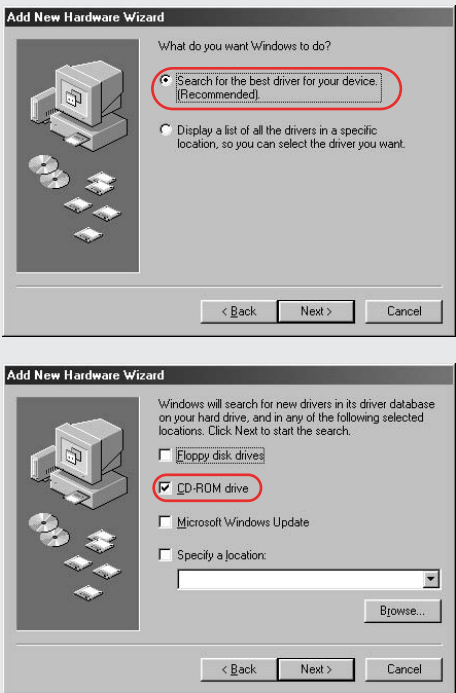 Add New Hardware Wizard
What do you want Windows to do?
Search for the best driver for your device.
(Recommended).
Display a list of all the drivers in a specific
location, so you can select the driver you want.
< Back
Next >
Cancel
Add New Hardware Wizard
Windows will search for new drivers in its driver database
on your hard drive, and in any of the following selected
locations. Click Next to start the search.
Floppy disk drives
CD-ROM drive
Microsoft Windows Update
Specify a location:
Browse...
< Back
Next >
Cancel